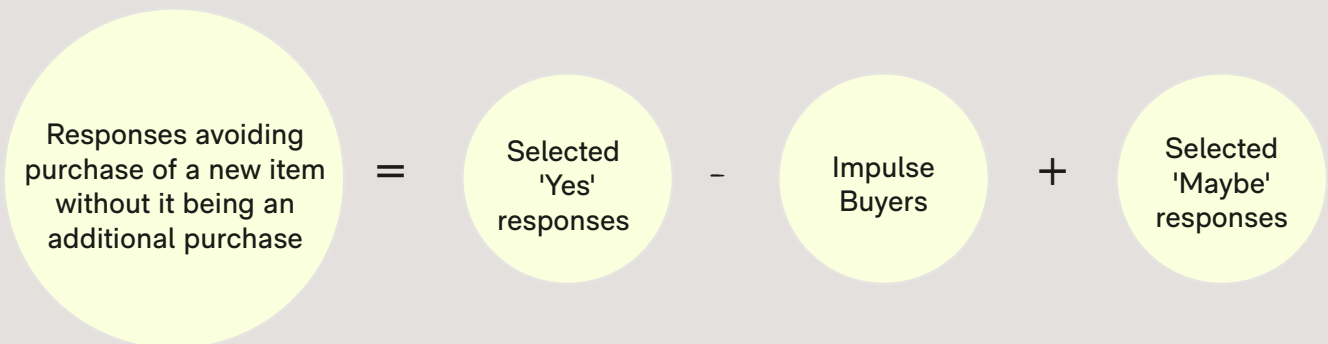 Responses avoiding
purchase of a new item
without it being an
additional purchase
=
Selected
'Yes'
responses
-
Impulse
Buyers
+
Selected
'Maybe'
responses